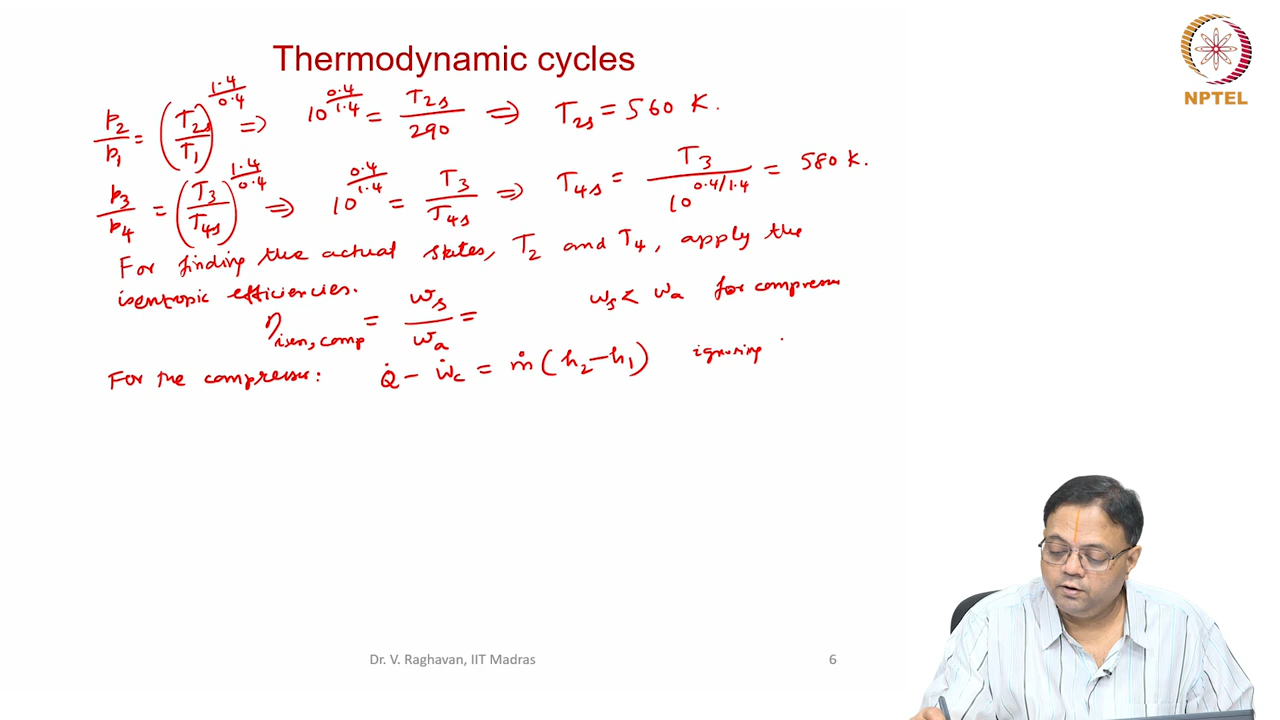 Thermodynamic cycles
NPTEL
p₂/p₁ = (T₂ₛ/T₁)^(1.4/0.4) ⇒ 10^(0.4/1.4) = T₂ₛ/290 ⇒ T₂ₛ = 560 K.
p₃/p₄ = (T₃/T₄ₛ)^(1.4/0.4) ⇒ 10^(0.4/1.4) = T₃/T₄ₛ ⇒ T₄ₛ = T₃/10^(0.4/1.4) = 580 K.
For finding the actual states, T₂ and T₄, apply the
isentropic efficiencies.
η_isen,comp = wₛ/wₐ = wₛ < wₐ for compressor
For the compressor: Q̇ − Ẇc = ṁ(h₂−h₁) ignoring
Dr. V. Raghavan, IIT Madras
6